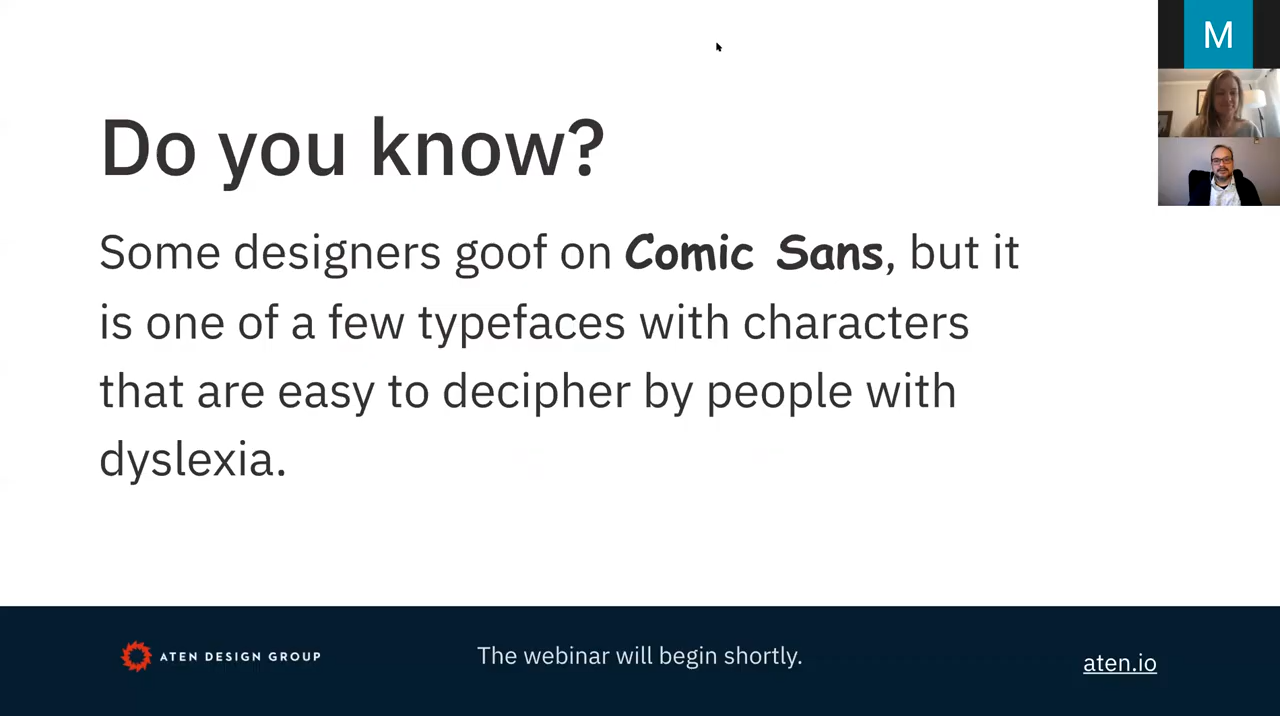 M
Do you know?
Some designers goof on Comic Sans, but it
is one of a few typefaces with characters
that are easy to decipher by people with
dyslexia.
ATEN DESIGN GROUP
The webinar will begin shortly.
aten.io